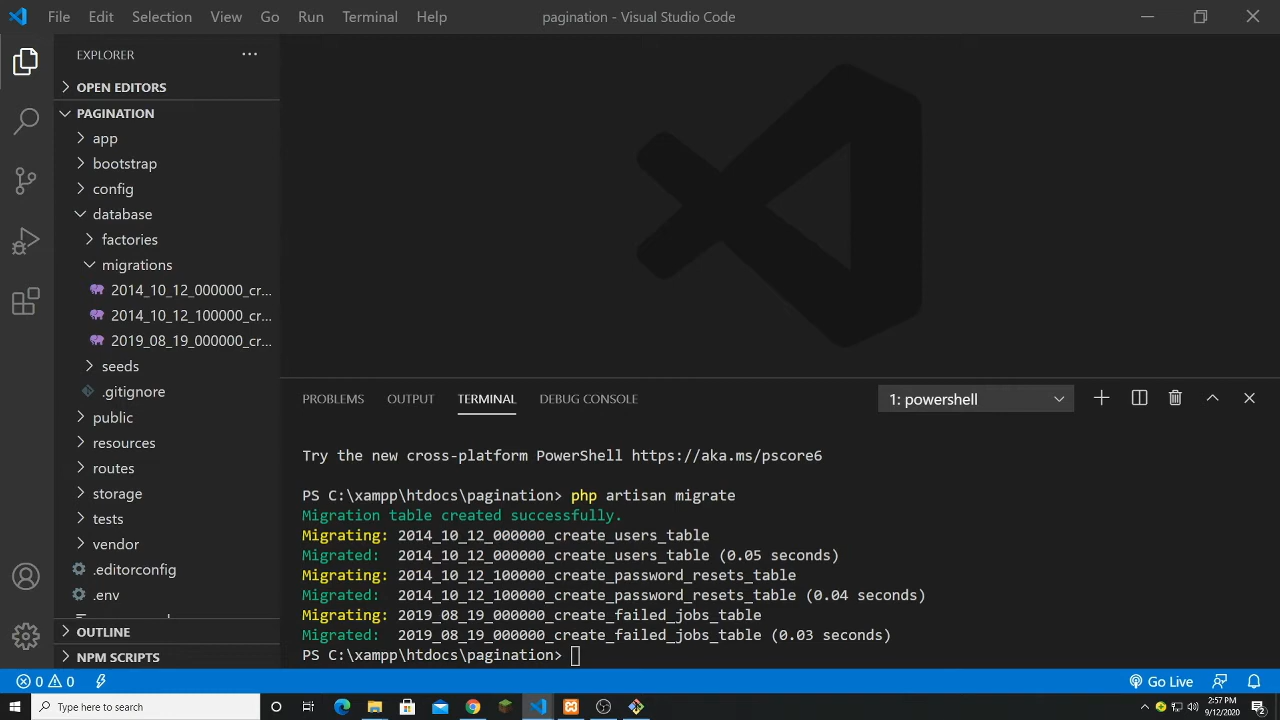 File Edit Selection View Go Run Terminal Help
pagination - Visual Studio Code
EXPLORER
OPEN EDITORS
PAGINATION
app
bootstrap
config
database
factories
migrations
2014_10_12_000000_cr...
2014_10_12_100000_cr...
2019_08_19_000000_cr...
seeds
.gitignore
public
resources
routes
storage
tests
vendor
.editorconfig
.env
OUTLINE
NPM SCRIPTS
PROBLEMS OUTPUT TERMINAL DEBUG CONSOLE
1: powershell
Try the new cross-platform PowerShell https://aka.ms/pscore6
PS C:\xampp\htdocs\pagination> php artisan migrate
Migration table created successfully.
Migrating: 2014_10_12_000000_create_users_table
Migrated: 2014_10_12_000000_create_users_table (0.05 seconds)
Migrating: 2014_10_12_100000_create_password_resets_table
Migrated: 2014_10_12_100000_create_password_resets_table (0.04 seconds)
Migrating: 2019_08_19_000000_create_failed_jobs_table
Migrated: 2019_08_19_000000_create_failed_jobs_table (0.03 seconds)
PS C:\xampp\htdocs\pagination>
0 0
Go Live
Type here to search
2:57 PM
9/12/2020
2